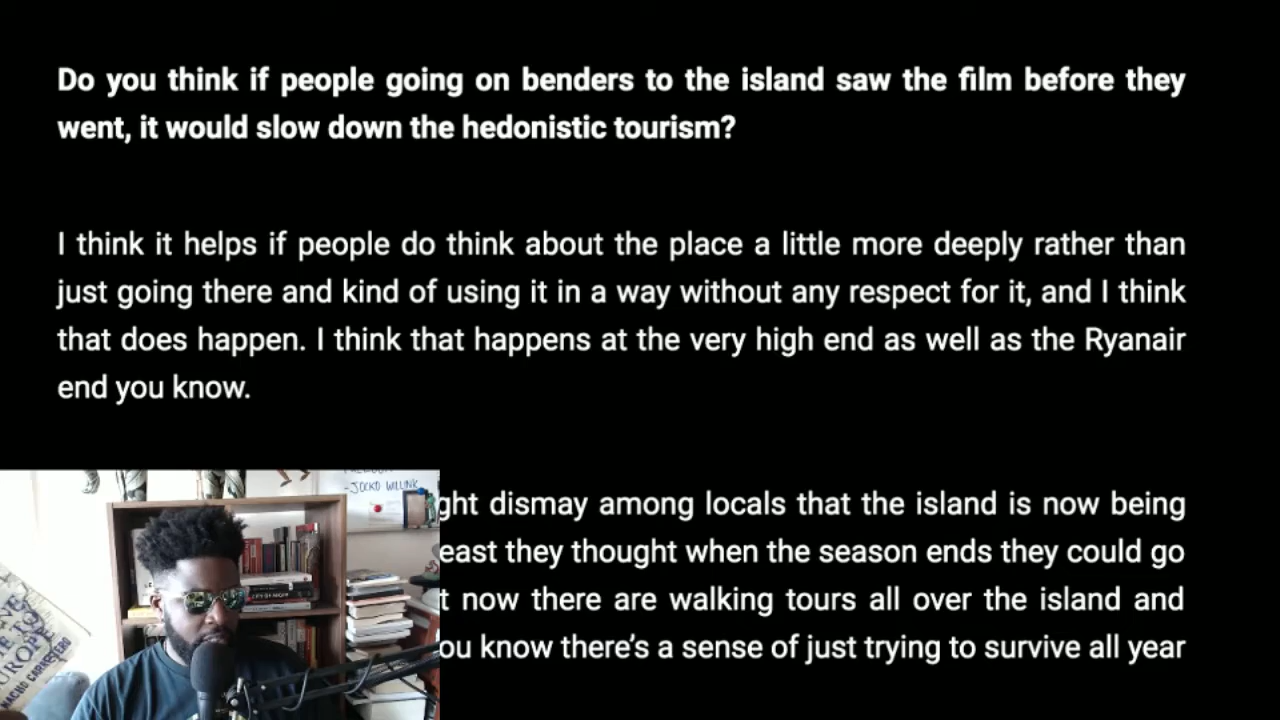 Do you think if people going on benders to the island saw the film before they
went, it would slow down the hedonistic tourism?
I think it helps if people do think about the place a little more deeply rather than
just going there and kind of using it in a way without any respect for it, and I think
that does happen. I think that happens at the very high end as well as the Ryanair
end you know.
dismay among locals that the island is now being
they thought when the season ends they could go
now there are walking tours all over the island and
know there's a sense of just trying to survive all year
-JOCKO WILLINK